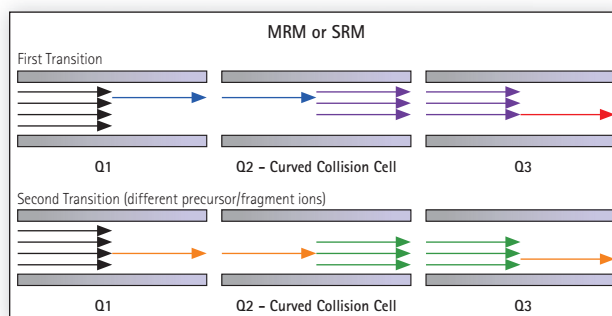 MRM or SRM
First Transition
Q1 Q2 - Curved Collision Cell Q3
Second Transition (different precursor/fragment ions)
Q1 Q2 - Curved Collision Cell Q3